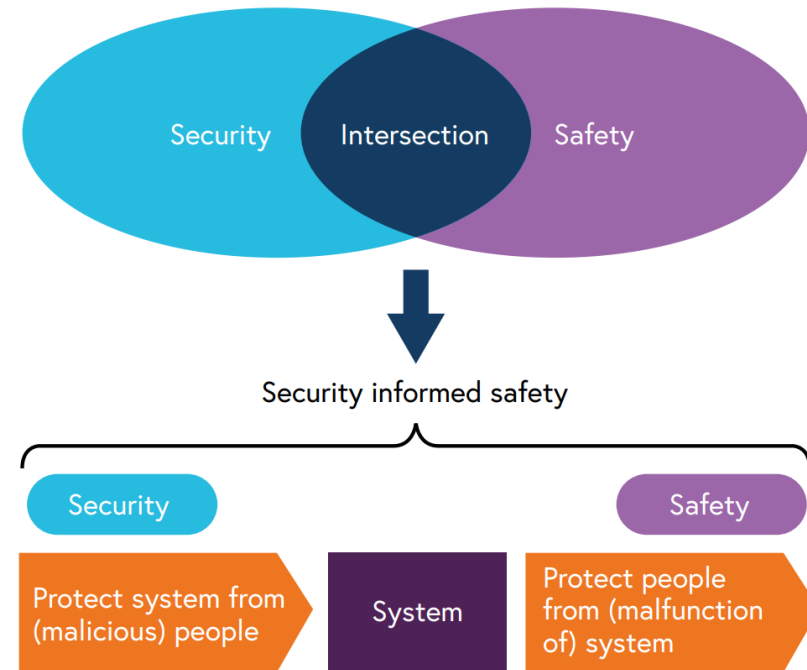 Security
Intersection
Safety
Security informed safety
Security
Safety
Protect system from
(malicious) people
System
Protect people
from (malfunction
of) system